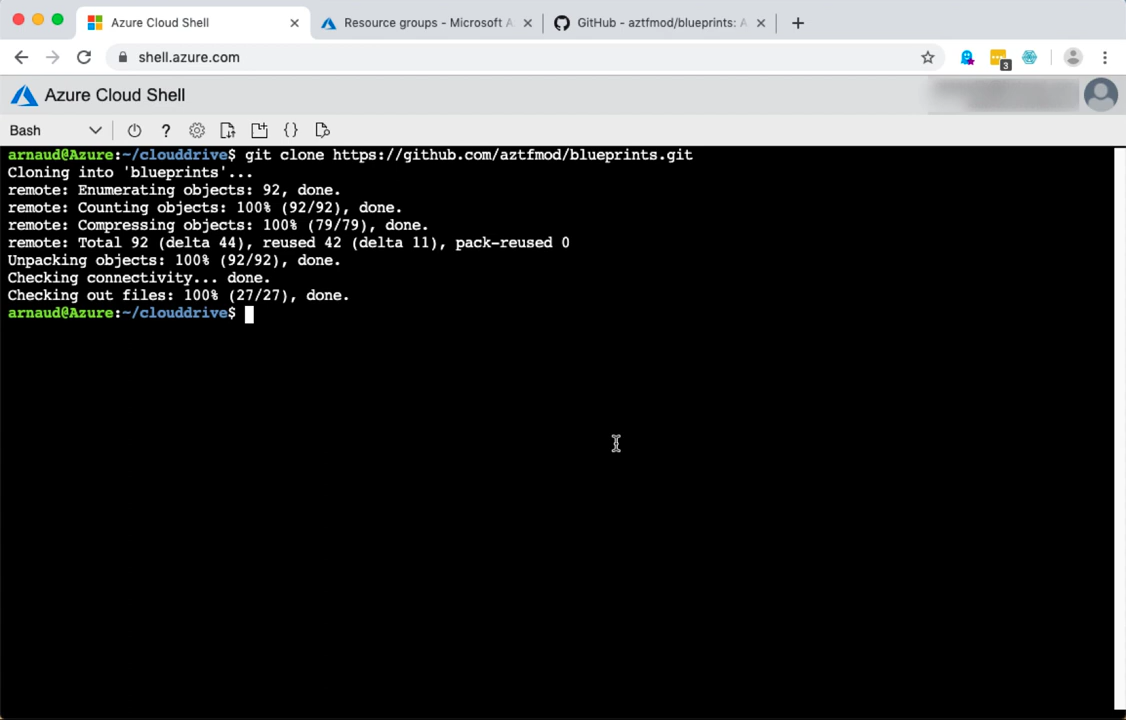 Azure Cloud Shell
Resource groups - Microsoft A
GitHub - aztfmod/blueprints: A
shell.azure.com
3
Azure Cloud Shell
Bash
?
{}
arnaud@Azure:~/clouddrive$ git clone https://github.com/aztfmod/blueprints.git
Cloning into 'blueprints'...
remote: Enumerating objects: 92, done.
remote: Counting objects: 100% (92/92), done.
remote: Compressing objects: 100% (79/79), done.
remote: Total 92 (delta 44), reused 42 (delta 11), pack-reused 0
Unpacking objects: 100% (92/92), done.
Checking connectivity... done.
Checking out files: 100% (27/27), done.
arnaud@Azure:~/clouddrive$